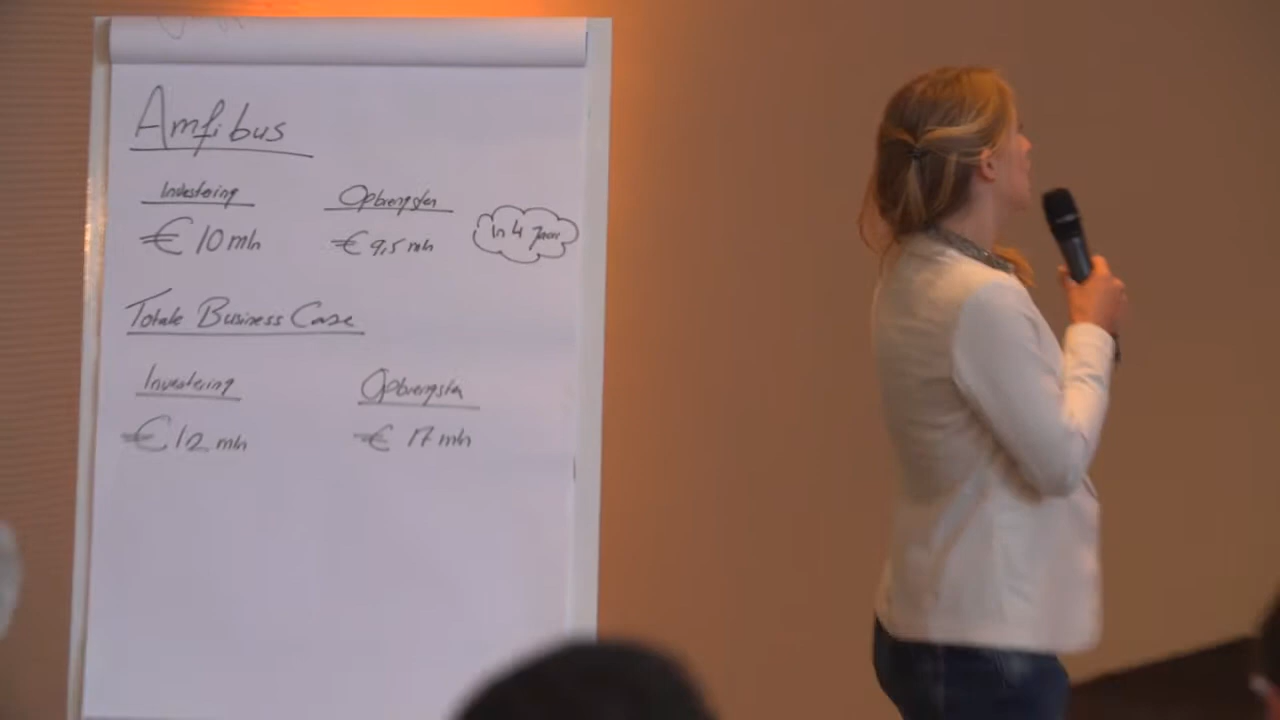 Amfibus
Investering Opbrengsten
€ 10 mln € 9,5 mln in 4 Jaar
Totale Business Case
Investering Opbrengsten
€ 12 mln € 17 mln